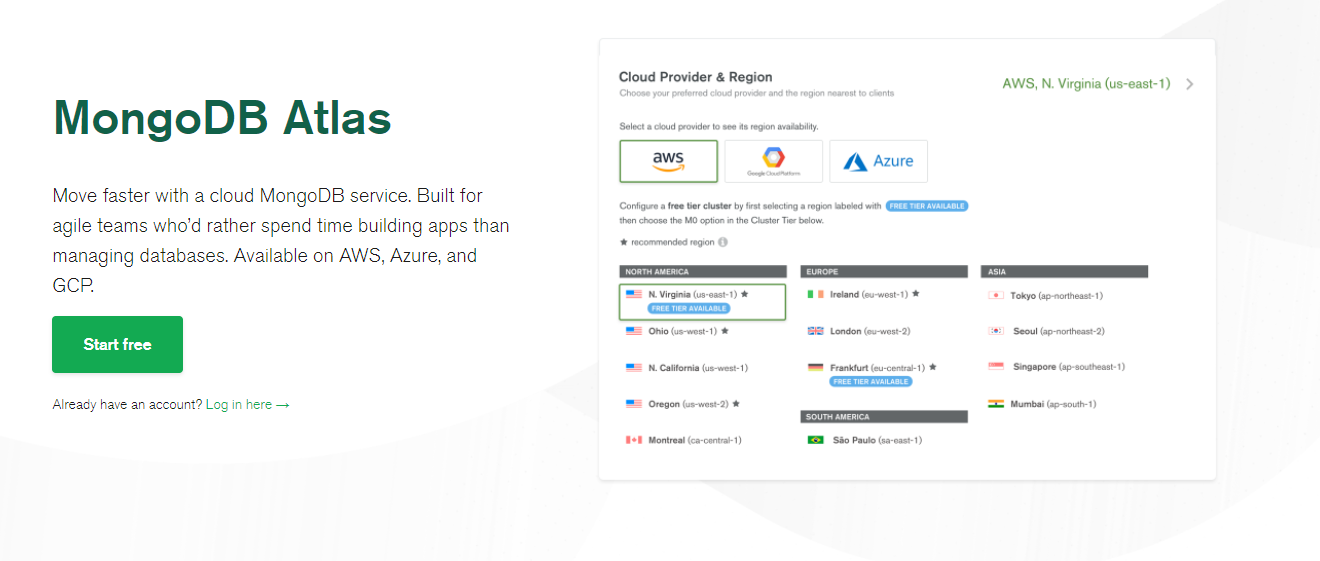 MongoDB Atlas
Move faster with a cloud MongoDB service. Built for
agile teams who'd rather spend time building apps than
managing databases. Available on AWS, Azure, and
GCP.
Start free
Already have an account? Log in here →
Cloud Provider & Region
AWS, N. Virginia (us-east-1)
Choose your preferred cloud provider and the region nearest to clients
Select a cloud provider to see its region availability.
aws
Google Cloud Platform
Azure
Configure a free tier cluster by first selecting a region labeled with FREE TIER AVAILABLE
then choose the M0 option in the Cluster Tier below.
★ recommended region
NORTH AMERICA
N. Virginia (us-east-1) ★
FREE TIER AVAILABLE
Ohio (us-west-1) ★
N. California (us-west-1)
Oregon (us-west-2) ★
Montreal (ca-central-1)
EUROPE
Ireland (eu-west-1) ★
London (eu-west-2)
Frankfurt (eu-central-1) ★
FREE TIER AVAILABLE
SOUTH AMERICA
São Paulo (sa-east-1)
ASIA
Tokyo (ap-northeast-1)
Seoul (ap-northeast-2)
Singapore (ap-southeast-1)
Mumbai (ap-south-1)